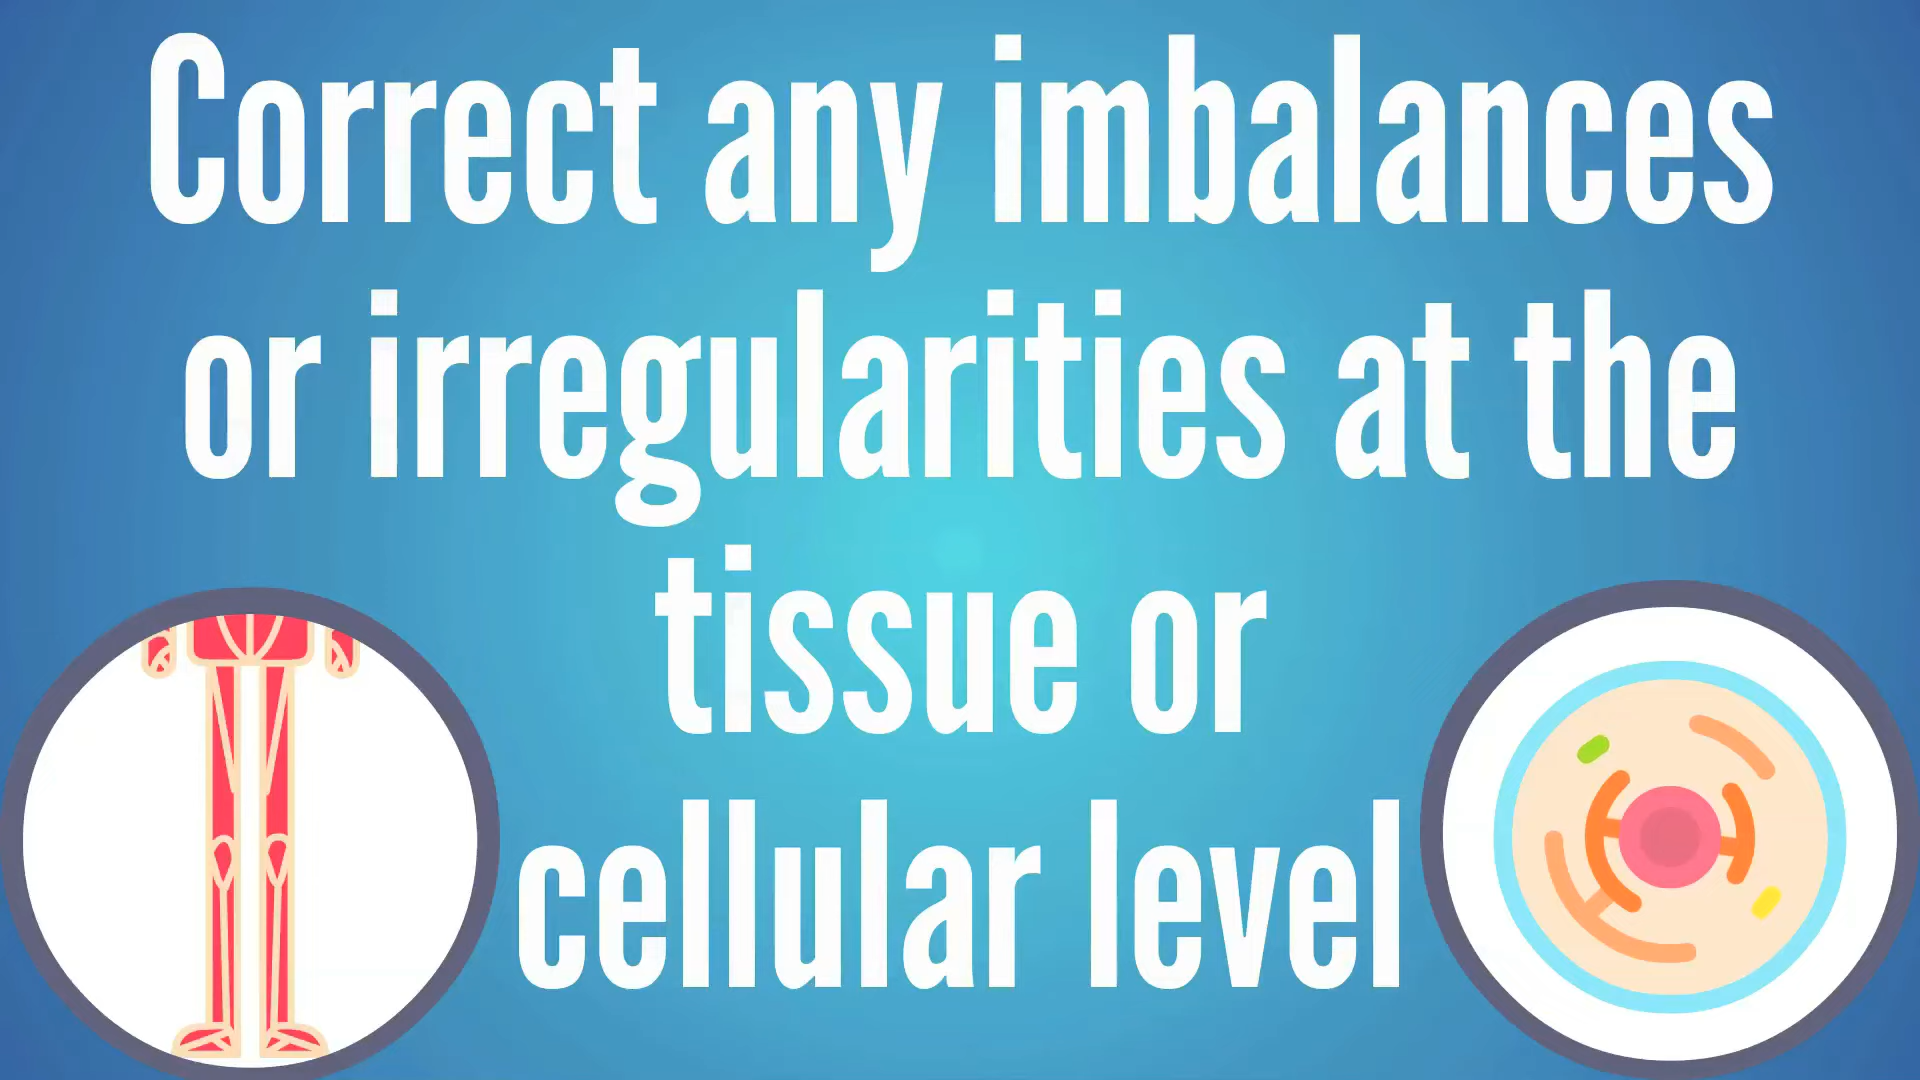 Correct any imbalances
or irregularities at the
tissue or
cellular level